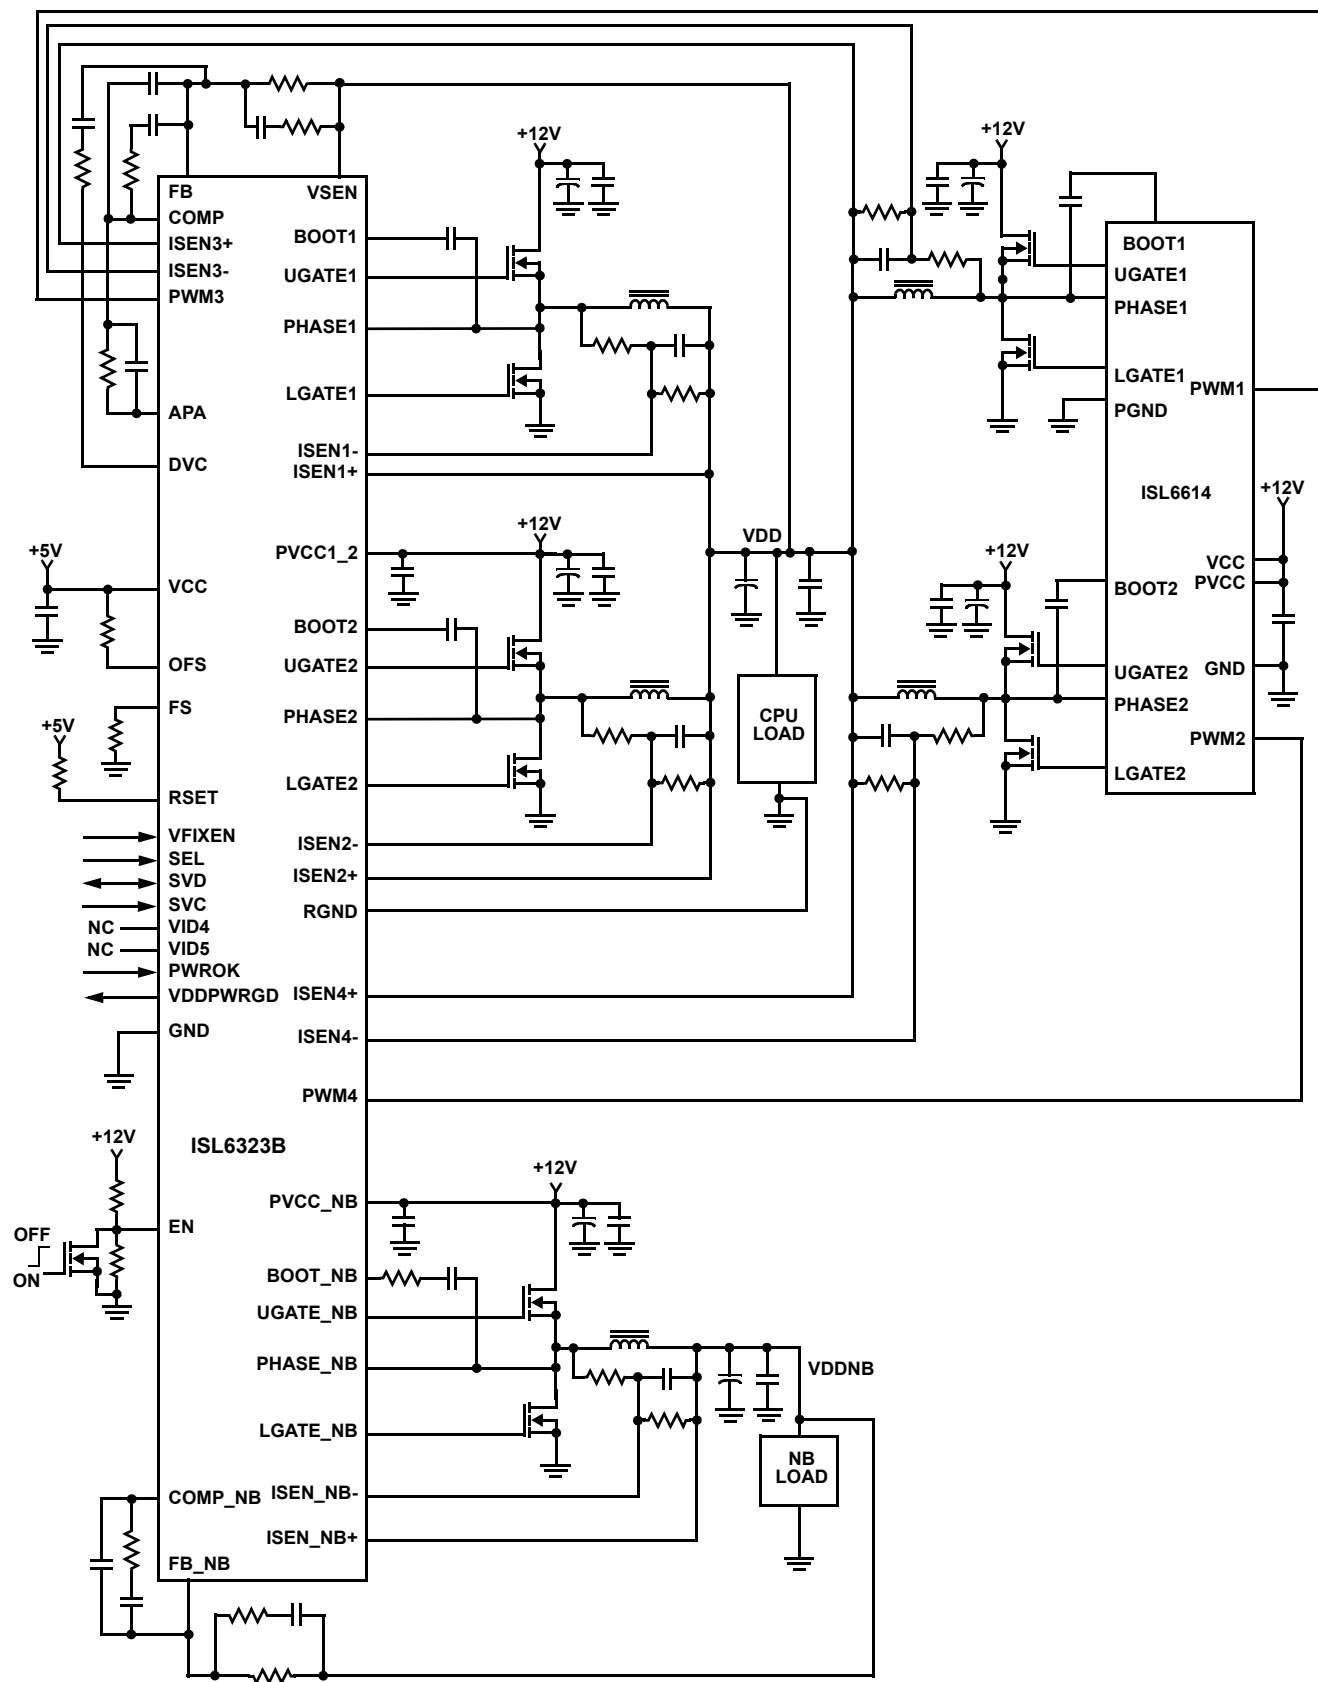 +12V
+12V
FB
VSEN
COMP
BOOT1
ISEN3+
ISEN3-
UGATE1
PWM3
PHASE1
LGATE1
APA
ISEN1-
ISEN1+
DVC
BOOT1
UGATE1
PHASE1
LGATE1
PWM1
PGND
ISL6614
+12V
+5V
PVCC1_2
+12V
VDD
+12V
VCC
VCC
PVCC
BOOT2
BOOT2
OFS
UGATE2
UGATE2
GND
FS
PHASE2
PHASE2
+5V
CPU
LOAD
PWM2
RSET
LGATE2
LGATE2
VFIXEN
SEL
ISEN2-
SVD
ISEN2+
SVC
RGND
NC
VID4
NC
VID5
PWROK
VDDPWRGD
ISEN4+
GND
ISEN4-
PWM4
+12V
ISL6323B
+12V
PVCC_NB
OFF
EN
ON
BOOT_NB
UGATE_NB
PHASE_NB
VDDNB
LGATE_NB
NB
LOAD
COMP_NB
ISEN_NB-
ISEN_NB+
FB_NB